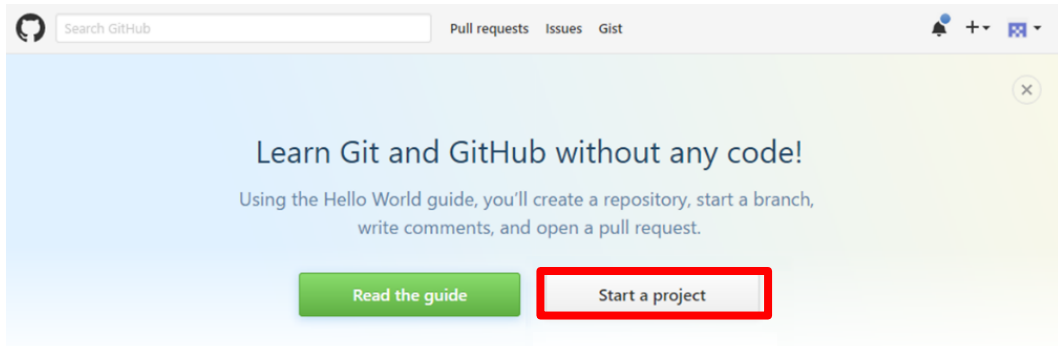 Search GitHub Pull requests Issues Gist
Learn Git and GitHub without any code!
Using the Hello World guide, you'll create a repository, start a branch,
write comments, and open a pull request.
Read the guide Start a project